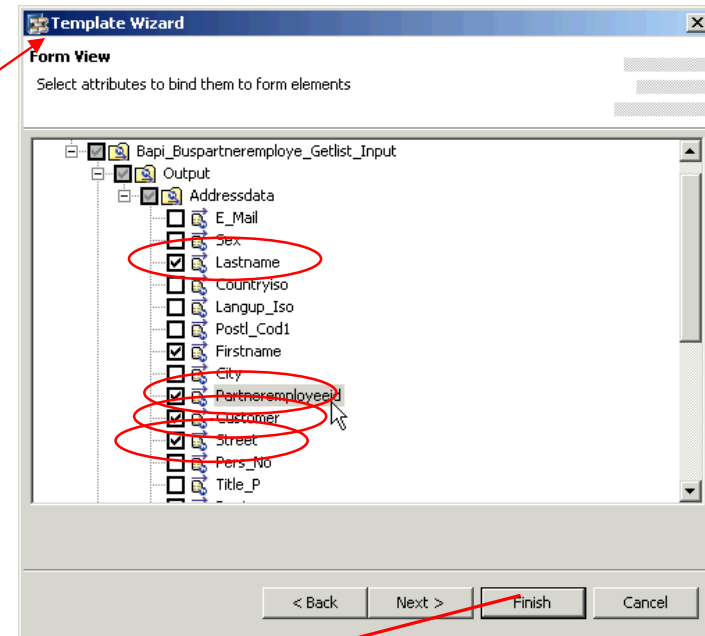 Template Wizard
Form View
Select attributes to bind them to form elements
Bapi_Buspartneremploye_Getlist_Input
Output
Addressdata
E_Mail
Sex
Lastname
Countryiso
Langup_Iso
Postl_Cod1
Firstname
City
Partneremployeeid
Customer
Street
Pers_No
Title_P
< Back
Next >
Finish
Cancel